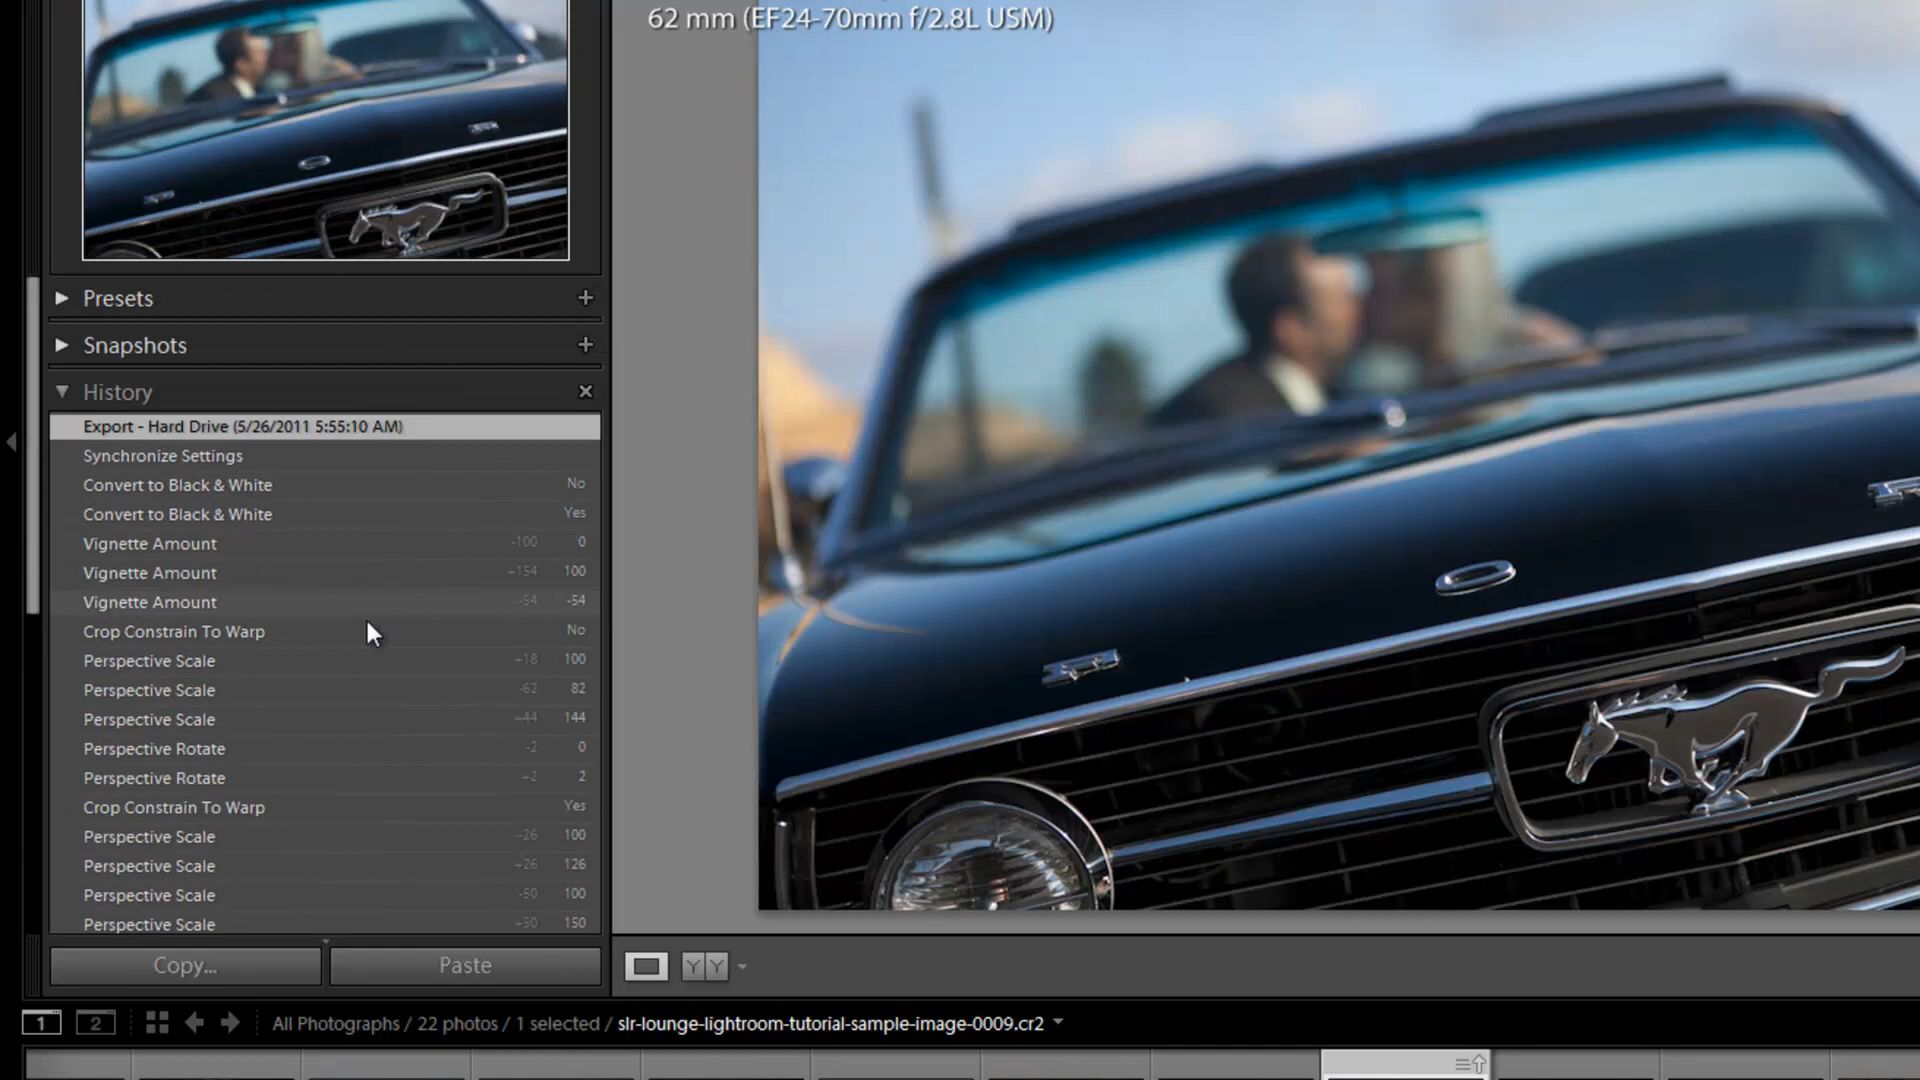 62 mm (EF24-70mm f/2.8L USM)
Presets +
Snapshots +
History
Export - Hard Drive (5/26/2011 5:55:10 AM)
Synchronize Settings
Convert to Black & White No
Convert to Black & White Yes
Vignette Amount -100 0
Vignette Amount +154 100
Vignette Amount -54 -54
Crop Constrain To Warp No
Perspective Scale +18 100
Perspective Scale -62 82
Perspective Scale +44 144
Perspective Rotate -2 0
Perspective Rotate +2 2
Crop Constrain To Warp Yes
Perspective Scale -26 100
Perspective Scale +26 126
Perspective Scale -50 100
Perspective Scale +50 150
Copy... Paste
Y Y
1 2 All Photographs / 22 photos / 1 selected / slr-lounge-lightroom-tutorial-sample-image-0009.cr2